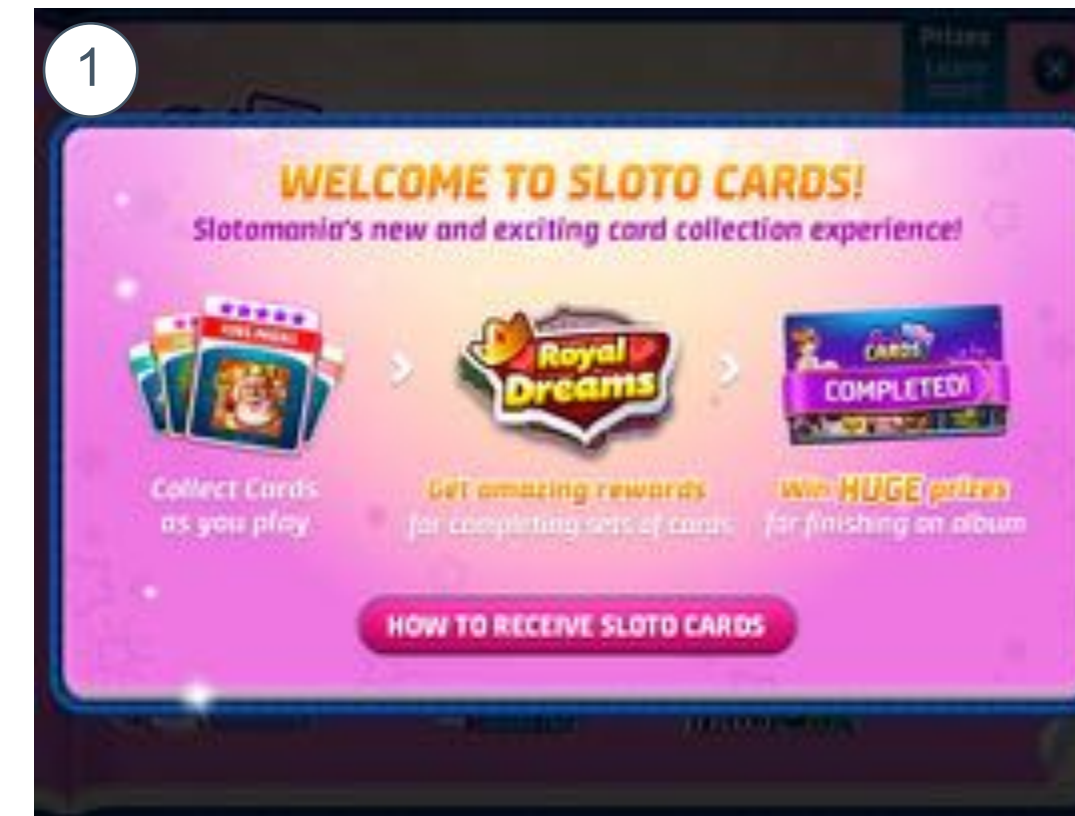 1
Prizes
WELCOME TO SLOTO CARDS!
Slotomania's new and exciting card collection experience!
Royal
Dreams
CARDS
COMPLETED!
Collect Cards
as you play
Get amazing rewards
for completing sets of cards
Win HUGE prizes
for finishing an album
HOW TO RECEIVE SLOTO CARDS